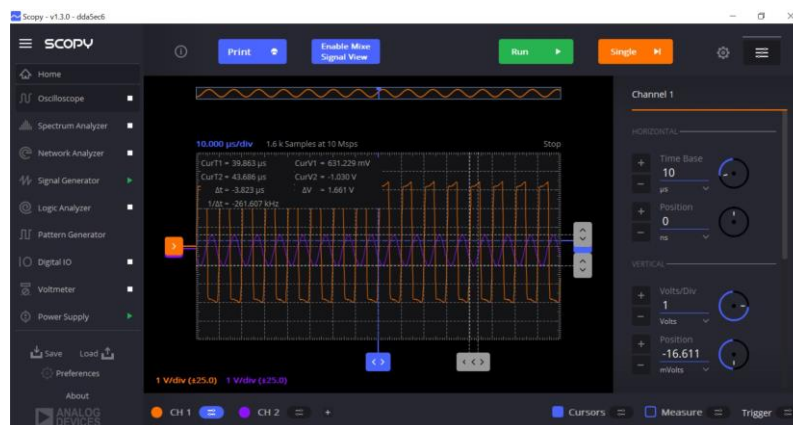 Scopy - v1.3.0 - dda5ec6
SCOPY
Home
Oscilloscope
Spectrum Analyzer
Network Analyzer
Signal Generator
Logic Analyzer
Pattern Generator
Digital IO
Voltmeter
Power Supply
Save Load
Preferences
About
ANALOG
DEVICES
Print
Enable Mixe
Signal View
Run
Single
10.000 µs/div 1.6 k Samples at 10 Msps Stop
CurT1 = 39.863 µs CurV1 = 631.229 mV
CurT2 = 43.686 µs CurV2 = -1.030 V
Δt = -3.823 µs ΔV = 1.661 V
1/Δt = -261.607 kHz
1 V/div (±25.0) 1 V/div (±25.0)
CH 1 CH 2 + Cursors Measure Trigger
Channel 1
HORIZONTAL
Time Base
10
µs
Position
0
ns
VERTICAL
Volts/Div
1
Volts
Position
-16.611
mVolts